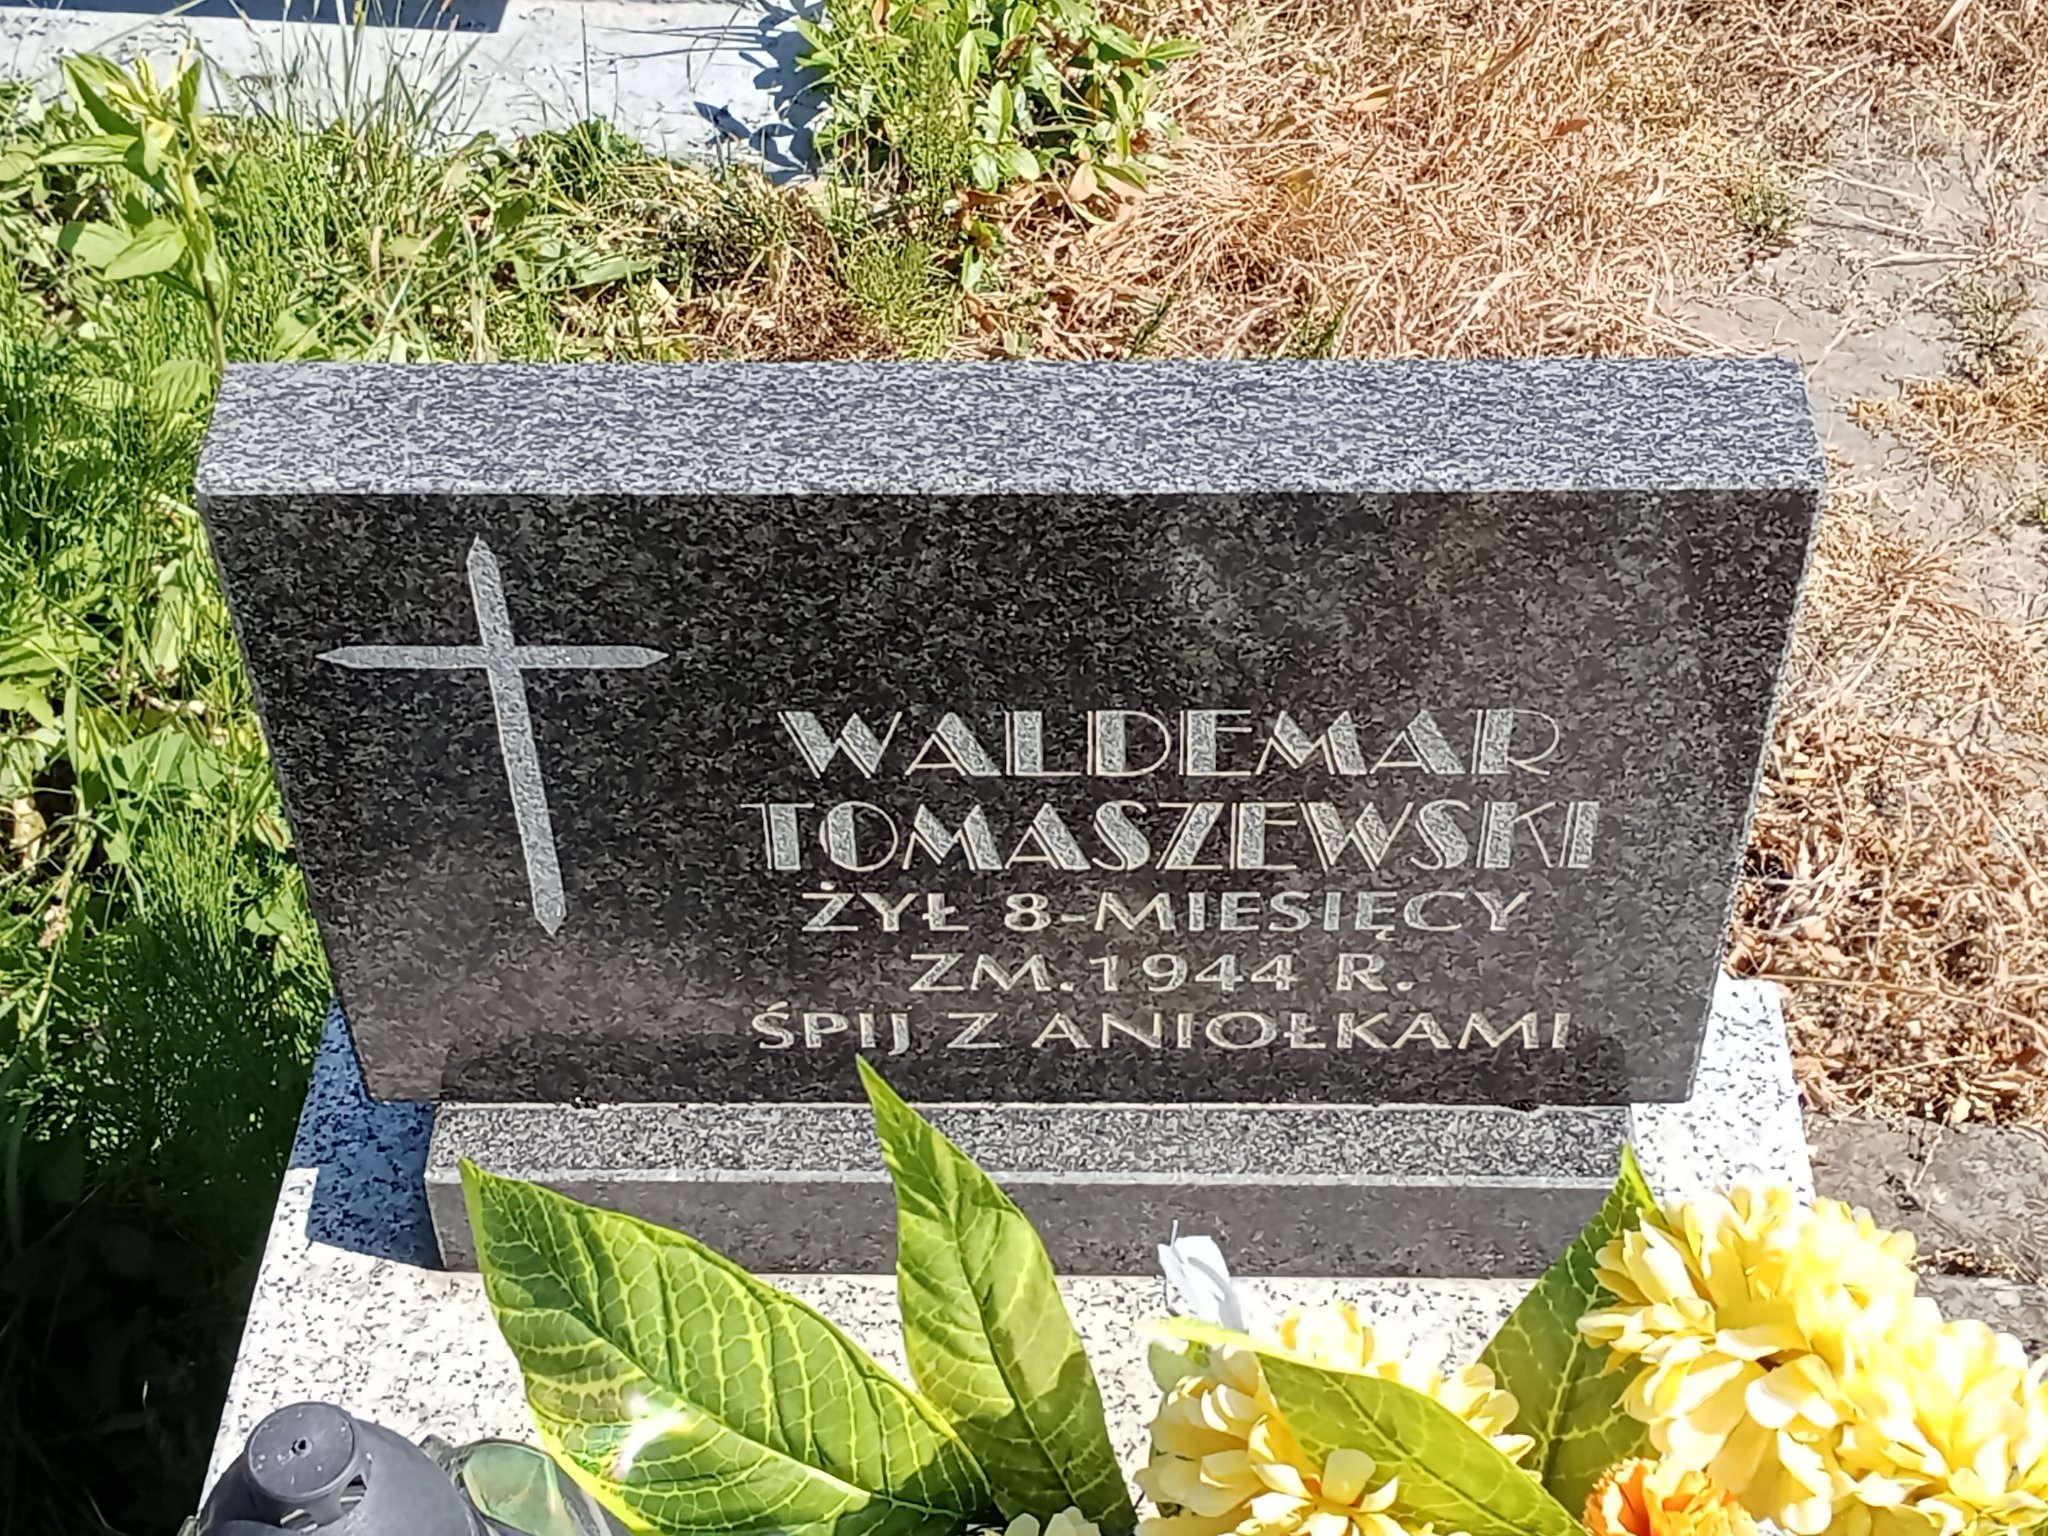 WALDEMAR
TOMASZEWSKI
ŻYŁ 8-MIESIĘCY
ZM. 1944 R.
ŚPIJ Z ANIOŁKAMI